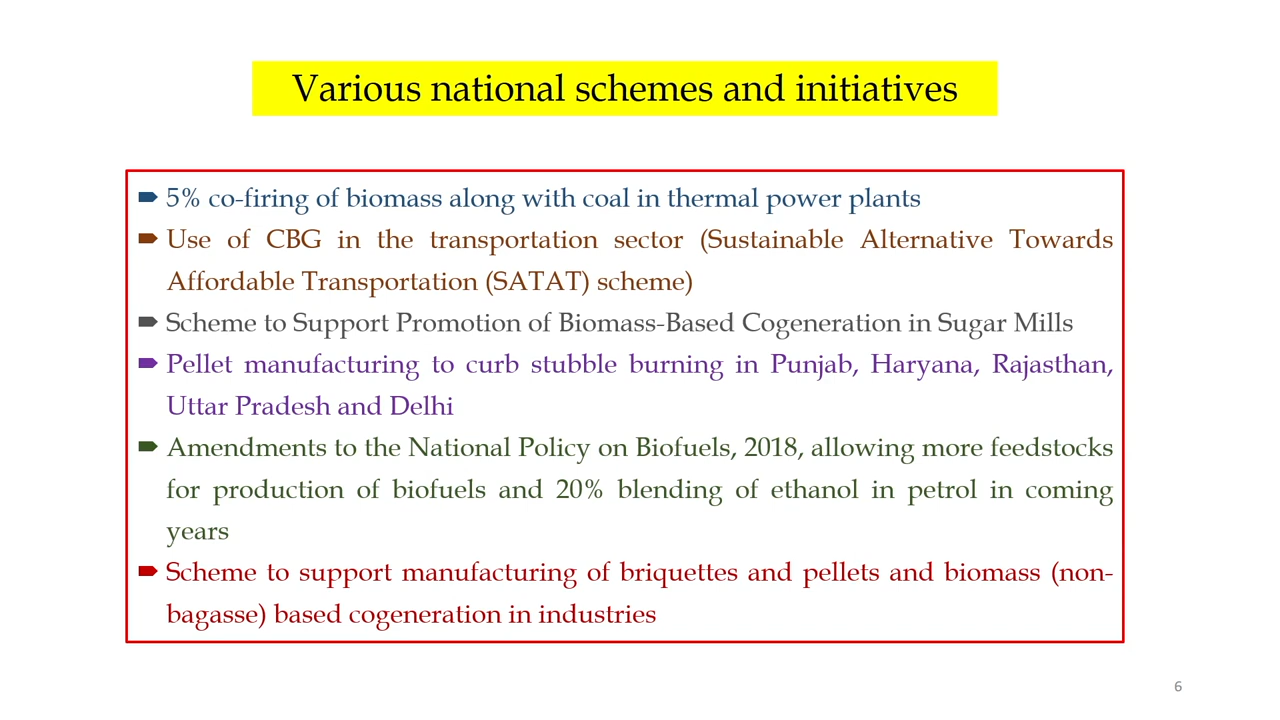 Various national schemes and initiatives
5% co-firing of biomass along with coal in thermal power plants
Use of CBG in the transportation sector (Sustainable Alternative Towards
Affordable Transportation (SATAT) scheme)
Scheme to Support Promotion of Biomass-Based Cogeneration in Sugar Mills
Pellet manufacturing to curb stubble burning in Punjab, Haryana, Rajasthan,
Uttar Pradesh and Delhi
Amendments to the National Policy on Biofuels, 2018, allowing more feedstocks
for production of biofuels and 20% blending of ethanol in petrol in coming
years
Scheme to support manufacturing of briquettes and pellets and biomass (non-
bagasse) based cogeneration in industries
6